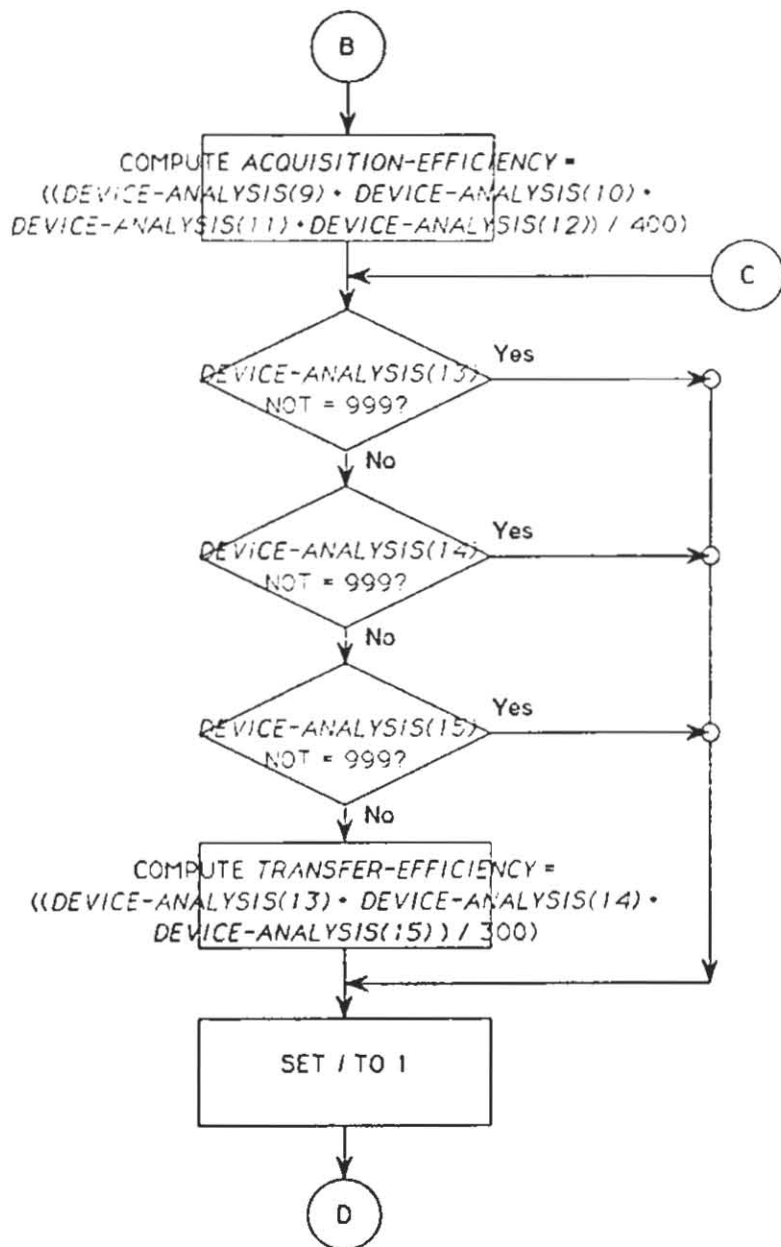 B
COMPUTE ACQUISITION-EFFICIENCY =
((DEVICE-ANALYSIS(9) + DEVICE-ANALYSIS(10) +
DEVICE-ANALYSIS(11) + DEVICE-ANALYSIS(12)) / 400)
C
DEVICE-ANALYSIS(13)
NOT = 999?
Yes
No
DEVICE-ANALYSIS(14)
NOT = 999?
Yes
No
DEVICE-ANALYSIS(15)
NOT = 999?
Yes
No
COMPUTE TRANSFER-EFFICIENCY =
((DEVICE-ANALYSIS(13) + DEVICE-ANALYSIS(14) +
DEVICE-ANALYSIS(15)) / 300)
SET I TO 1
D